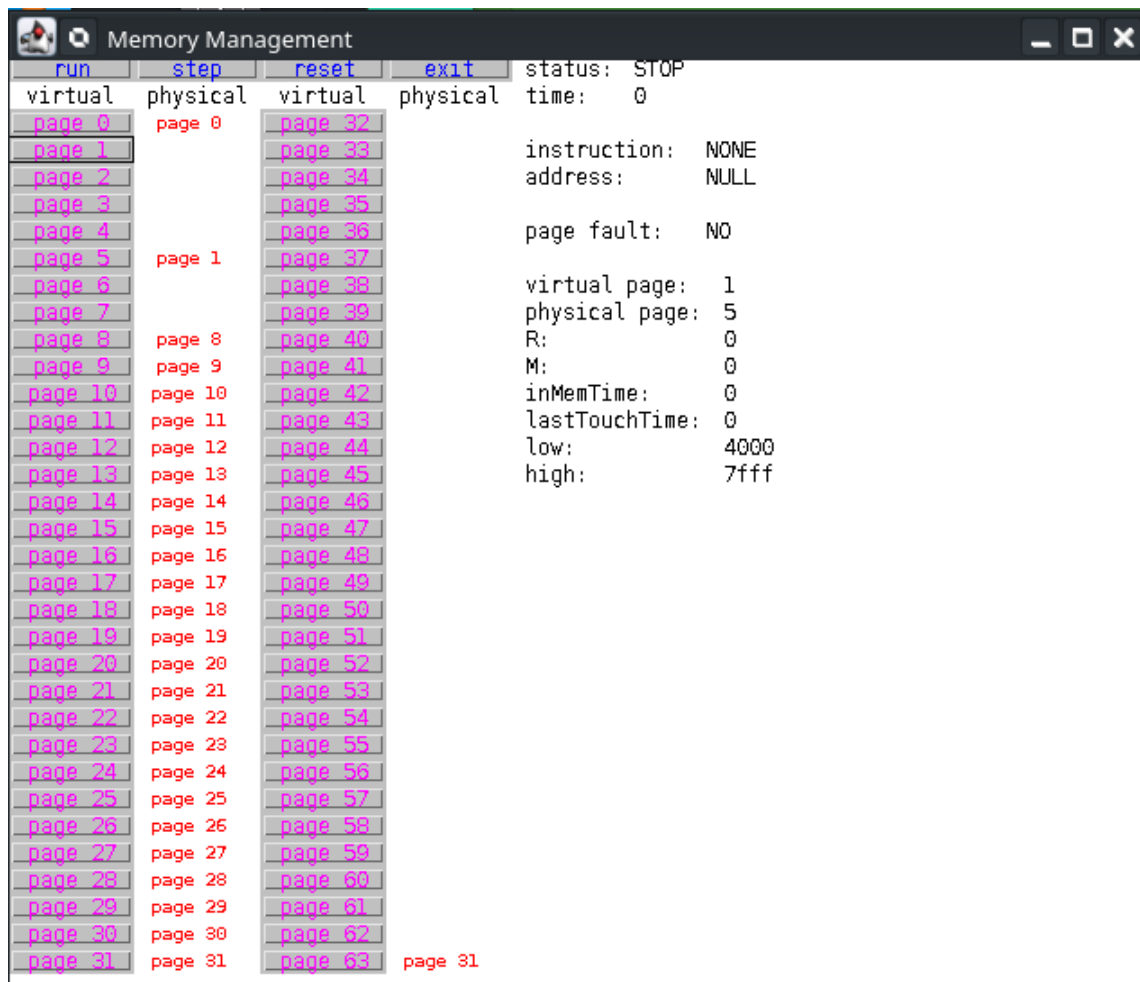 Memory Management
run step reset exit status: STOP
virtual physical virtual physical time: 0
page 0 page 0 page 32
page 1 page 33 instruction: NONE
page 2 page 34 address: NULL
page 3 page 35
page 4 page 36 page fault: NO
page 5 page 1 page 37
page 6 page 38 virtual page: 1
page 7 page 39 physical page: 5
page 8 page 8 page 40 R: 0
page 9 page 9 page 41 M: 0
page 10 page 10 page 42 inMemTime: 0
page 11 page 11 page 43 lastTouchTime: 0
page 12 page 12 page 44 low: 4000
page 13 page 13 page 45 high: 7fff
page 14 page 14 page 46
page 15 page 15 page 47
page 16 page 16 page 48
page 17 page 17 page 49
page 18 page 18 page 50
page 19 page 19 page 51
page 20 page 20 page 52
page 21 page 21 page 53
page 22 page 22 page 54
page 23 page 23 page 55
page 24 page 24 page 56
page 25 page 25 page 57
page 26 page 26 page 58
page 27 page 27 page 59
page 28 page 28 page 60
page 29 page 29 page 61
page 30 page 30 page 62
page 31 page 31 page 63 page 31